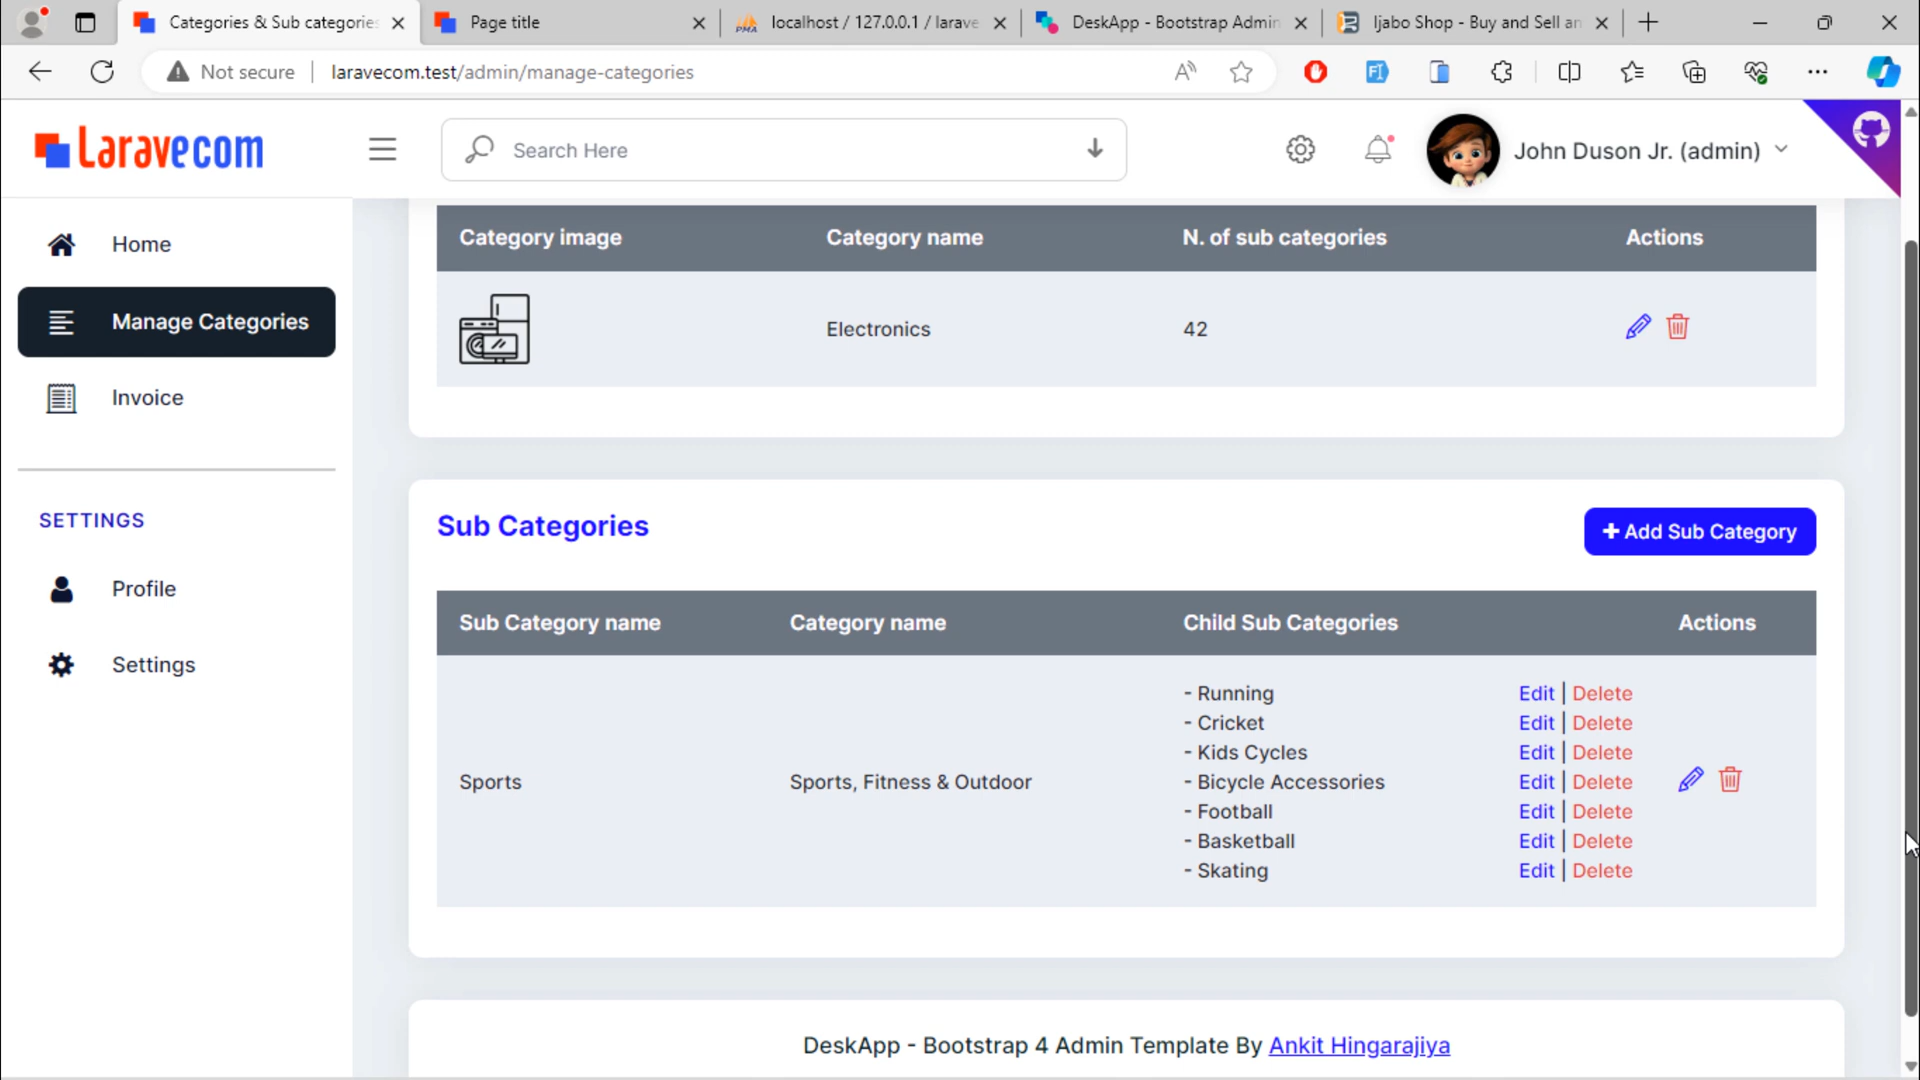 Categories & Sub categories
Page title
localhost / 127.0.0.1 / larave
DeskApp - Bootstrap Admin
Ijabo Shop - Buy and Sell an
Not secure
laravecom.test/admin/manage-categories
Laravecom
Search Here
John Duson Jr. (admin)
Home
Manage Categories
Invoice
SETTINGS
Profile
Settings
Category image Category name N. of sub categories Actions
Electronics 42
Sub Categories
+ Add Sub Category
Sub Category name Category name Child Sub Categories Actions
Sports Sports, Fitness & Outdoor
- Running Edit | Delete
- Cricket Edit | Delete
- Kids Cycles Edit | Delete
- Bicycle Accessories Edit | Delete
- Football Edit | Delete
- Basketball Edit | Delete
- Skating Edit | Delete
DeskApp - Bootstrap 4 Admin Template By Ankit Hingarajiya